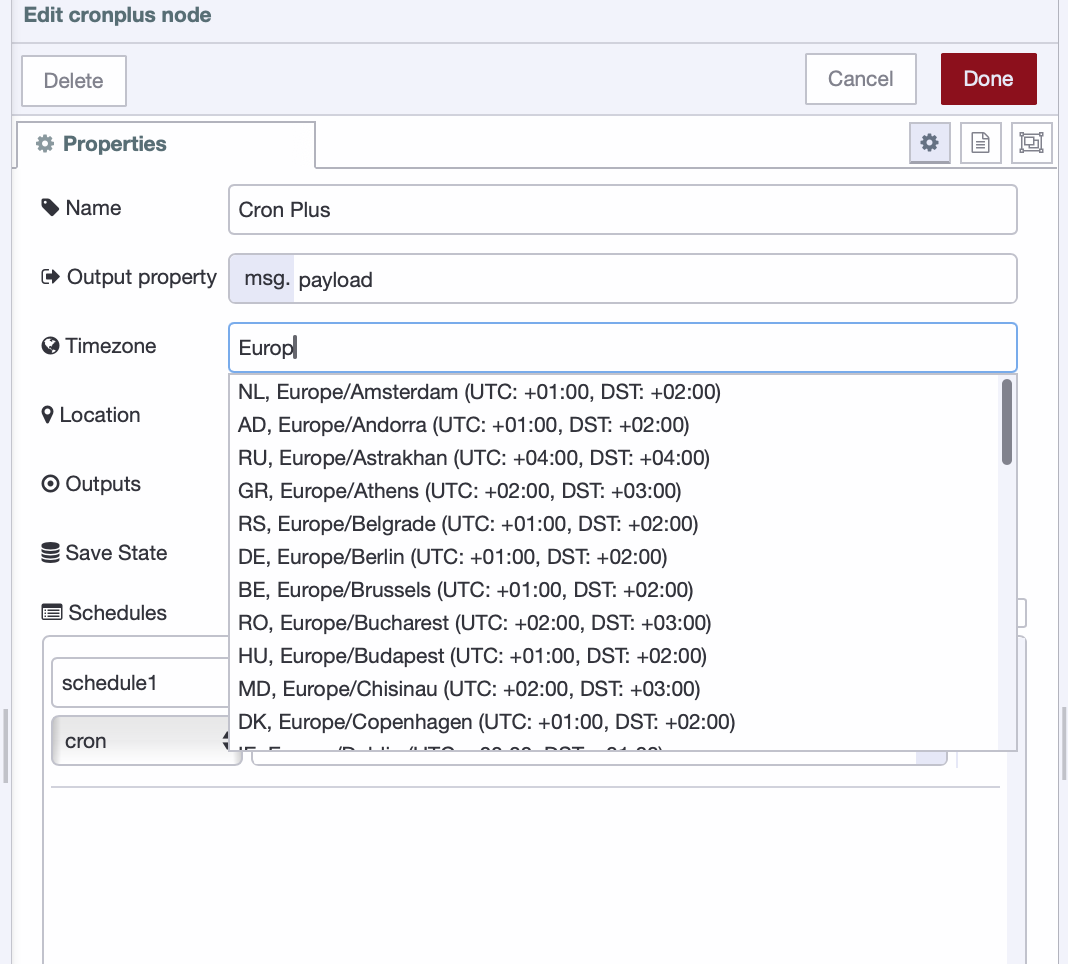 Edit cronplus node
Delete
Cancel
Done
Properties
Name
Cron Plus
Output property
msg. payload
Timezone
Europ
NL, Europe/Amsterdam (UTC: +01:00, DST: +02:00)
AD, Europe/Andorra (UTC: +01:00, DST: +02:00)
Location
RU, Europe/Astrakhan (UTC: +04:00, DST: +04:00)
GR, Europe/Athens (UTC: +02:00, DST: +03:00)
Outputs
RS, Europe/Belgrade (UTC: +01:00, DST: +02:00)
DE, Europe/Berlin (UTC: +01:00, DST: +02:00)
Save State
BE, Europe/Brussels (UTC: +01:00, DST: +02:00)
Schedules
RO, Europe/Bucharest (UTC: +02:00, DST: +03:00)
HU, Europe/Budapest (UTC: +01:00, DST: +02:00)
schedule1
MD, Europe/Chisinau (UTC: +02:00, DST: +03:00)
DK, Europe/Copenhagen (UTC: +01:00, DST: +02:00)
cron